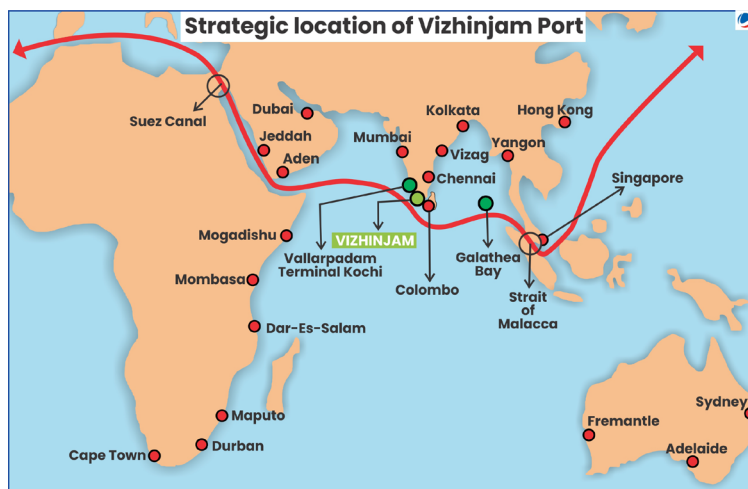 Strategic location of Vizhinjam Port
Suez Canal
Dubai
Jeddah
Aden
Mumbai
Kolkata
Vizag
Chennai
Yangon
Hong Kong
Singapore
Mogadishu
Vallarpadam
Terminal Kochi
VIZHINJAM
Colombo
Galathea
Bay
Strait
of
Malacca
Mombasa
Dar-Es-Salam
Maputo
Durban
Cape Town
Fremantle
Adelaide
Sydney